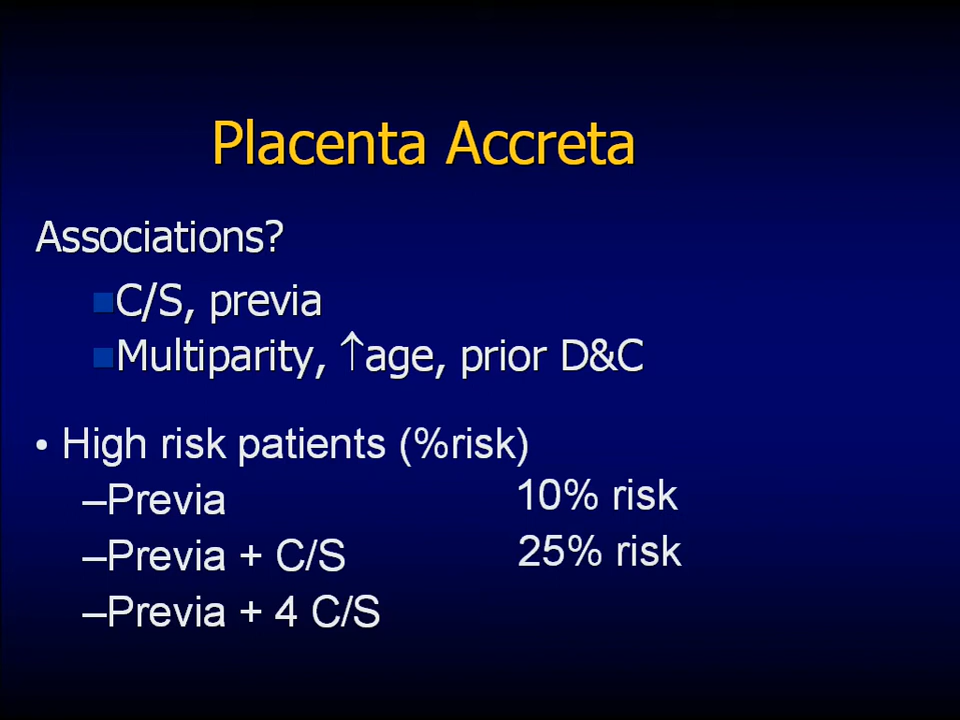 Placenta Accreta
Associations?
■C/S, previa
■Multiparity, ↑age, prior D&C
• High risk patients (%risk)
–Previa 10% risk
–Previa + C/S 25% risk
–Previa + 4 C/S